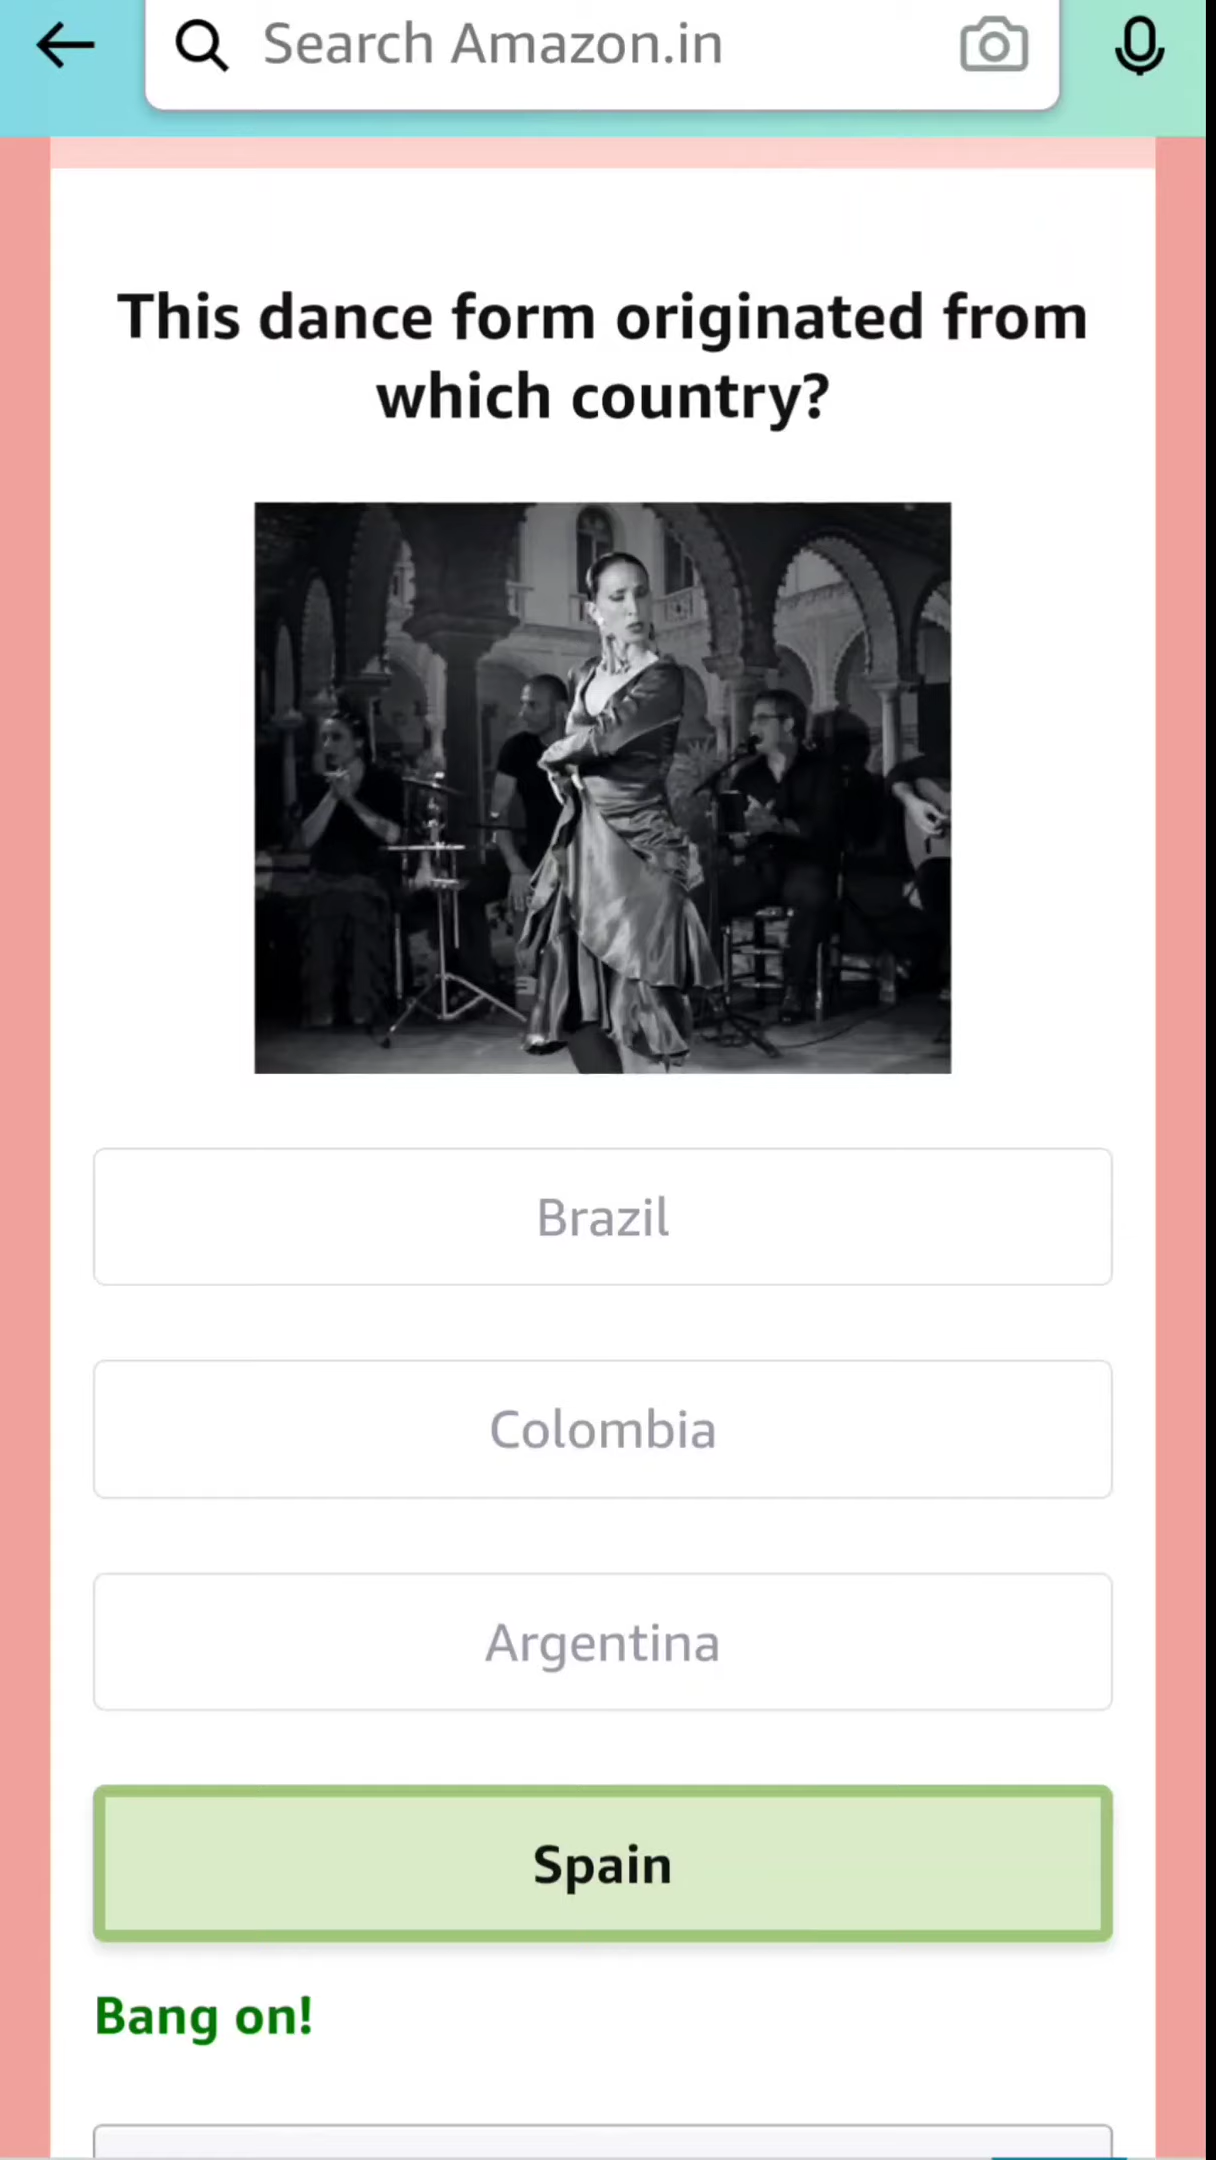 Search Amazon.in
This dance form originated from
which country?
Brazil
Colombia
Argentina
Spain
Bang on!